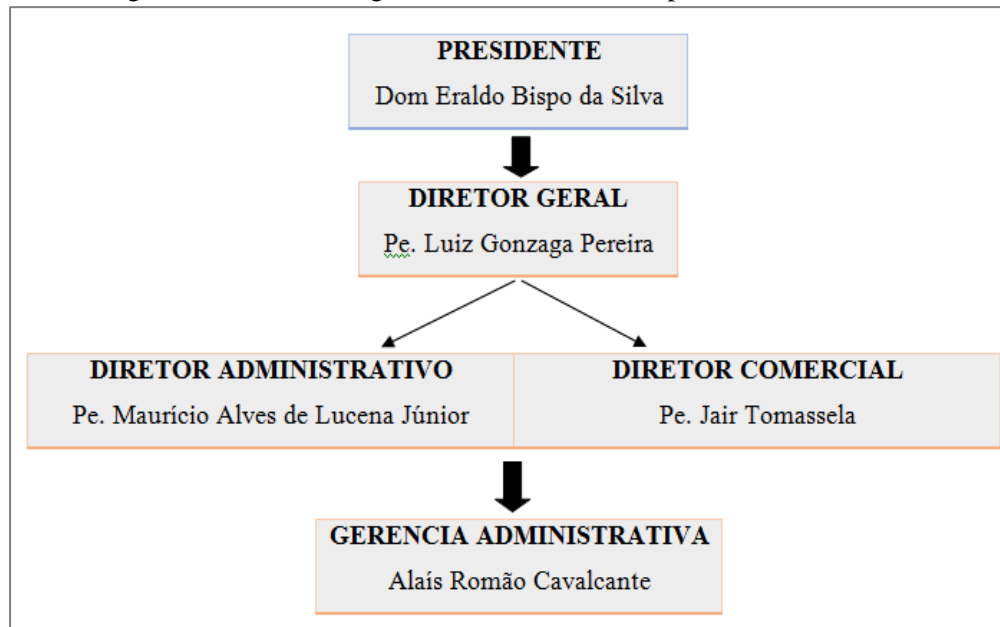 PRESIDENTE
Dom Eraldo Bispo da Silva
DIRETOR GERAL
Pe. Luiz Gonzaga Pereira
DIRETOR ADMINISTRATIVO
Pe. Maurício Alves de Lucena Júnior
DIRETOR COMERCIAL
Pe. Jair Tomassela
GERENCIA ADMINISTRATIVA
Alaís Romão Cavalcante